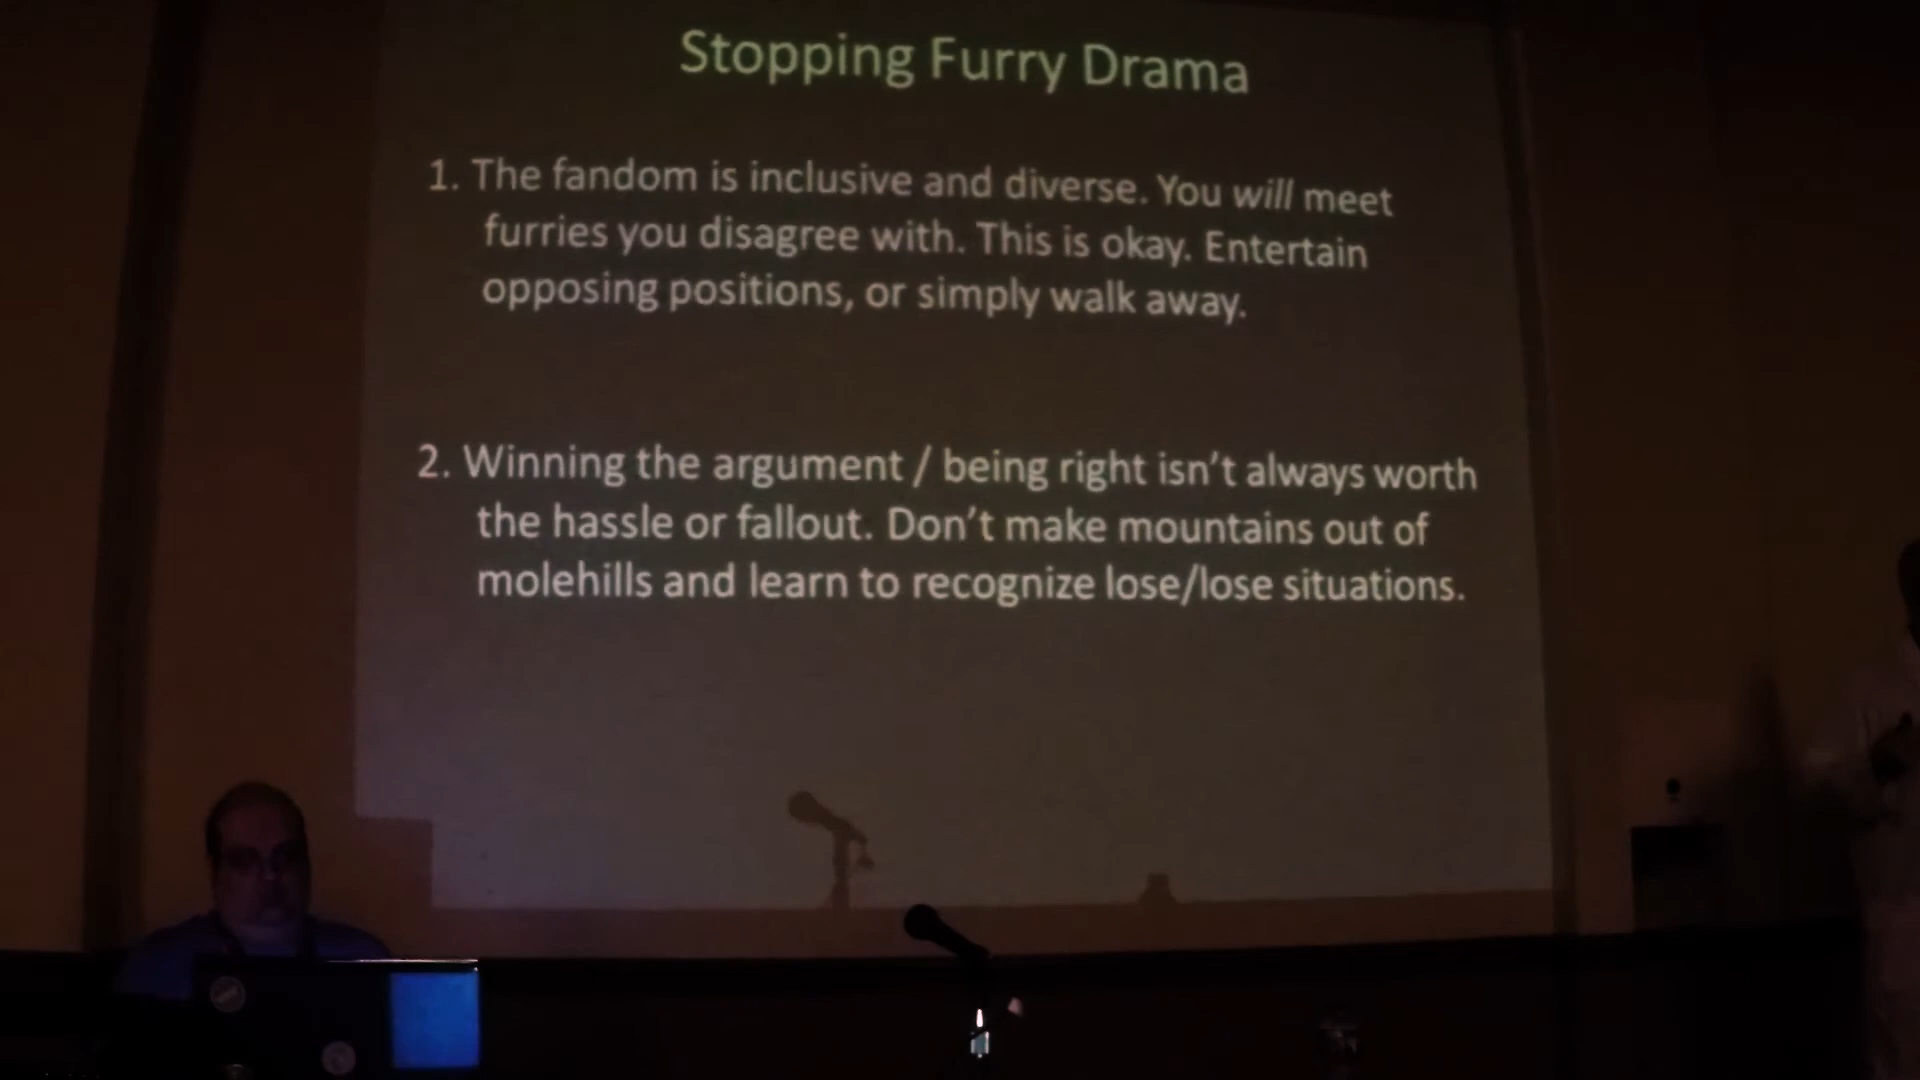 Stopping Furry Drama
1. The fandom is inclusive and diverse. You will meet
furries you disagree with. This is okay. Entertain
opposing positions, or simply walk away.
2. Winning the argument / being right isn't always worth
the hassle or fallout. Don't make mountains out of
molehills and learn to recognize lose/lose situations.